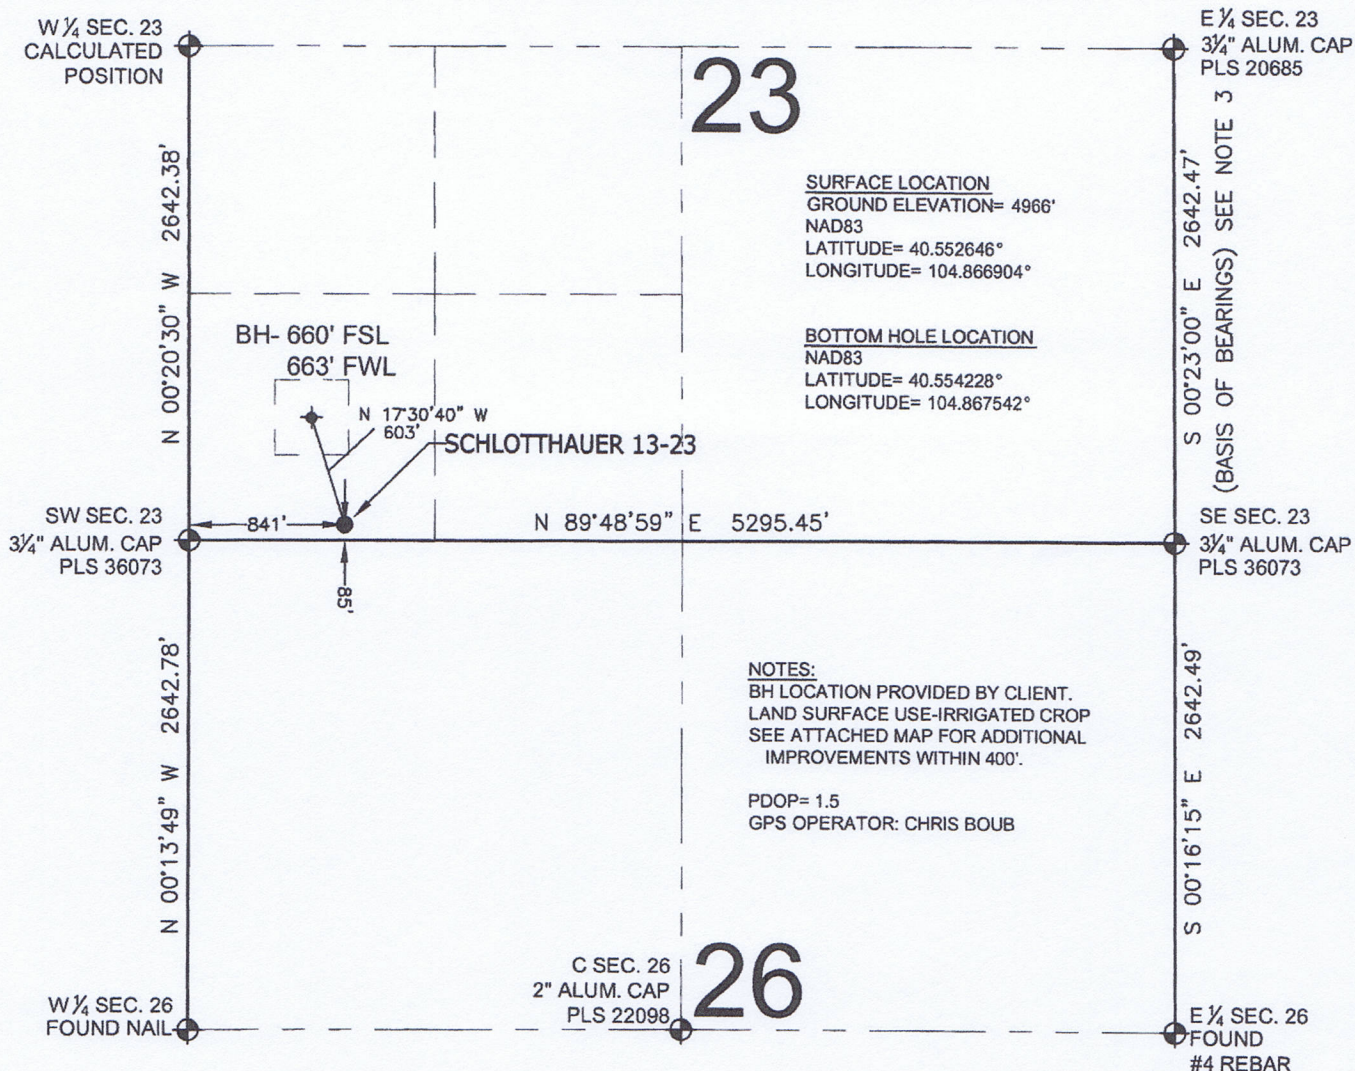 W ¼ SEC. 23
CALCULATED
POSITION
E ¼ SEC. 23
3¼" ALUM. CAP
PLS 20685
23
N 00°20'30" W 2642.38'
S 00°23'00" E 2642.47'
(BASIS OF BEARINGS) SEE NOTE 3
SURFACE LOCATION
GROUND ELEVATION= 4966'
NAD83
LATITUDE= 40.552646°
LONGITUDE= 104.866904°
BOTTOM HOLE LOCATION
NAD83
LATITUDE= 40.554228°
LONGITUDE= 104.867542°
BH- 660' FSL
663' FWL
N 17°30'40" W
603'
SCHLOTTHAUER 13-23
SW SEC. 23
3¼" ALUM. CAP
PLS 36073
841'
N 89°48'59" E 5295.45'
SE SEC. 23
3¼" ALUM. CAP
PLS 36073
85'
N 00°13'49" W 2642.78'
S 00°16'15" E 2642.49'
NOTES:
BH LOCATION PROVIDED BY CLIENT.
LAND SURFACE USE-IRRIGATED CROP
SEE ATTACHED MAP FOR ADDITIONAL
IMPROVEMENTS WITHIN 400'.
PDOP= 1.5
GPS OPERATOR: CHRIS BOUB
C SEC. 26
2" ALUM. CAP
PLS 22098
26
W ¼ SEC. 26
FOUND NAIL
E ¼ SEC. 26
FOUND
#4 REBAR